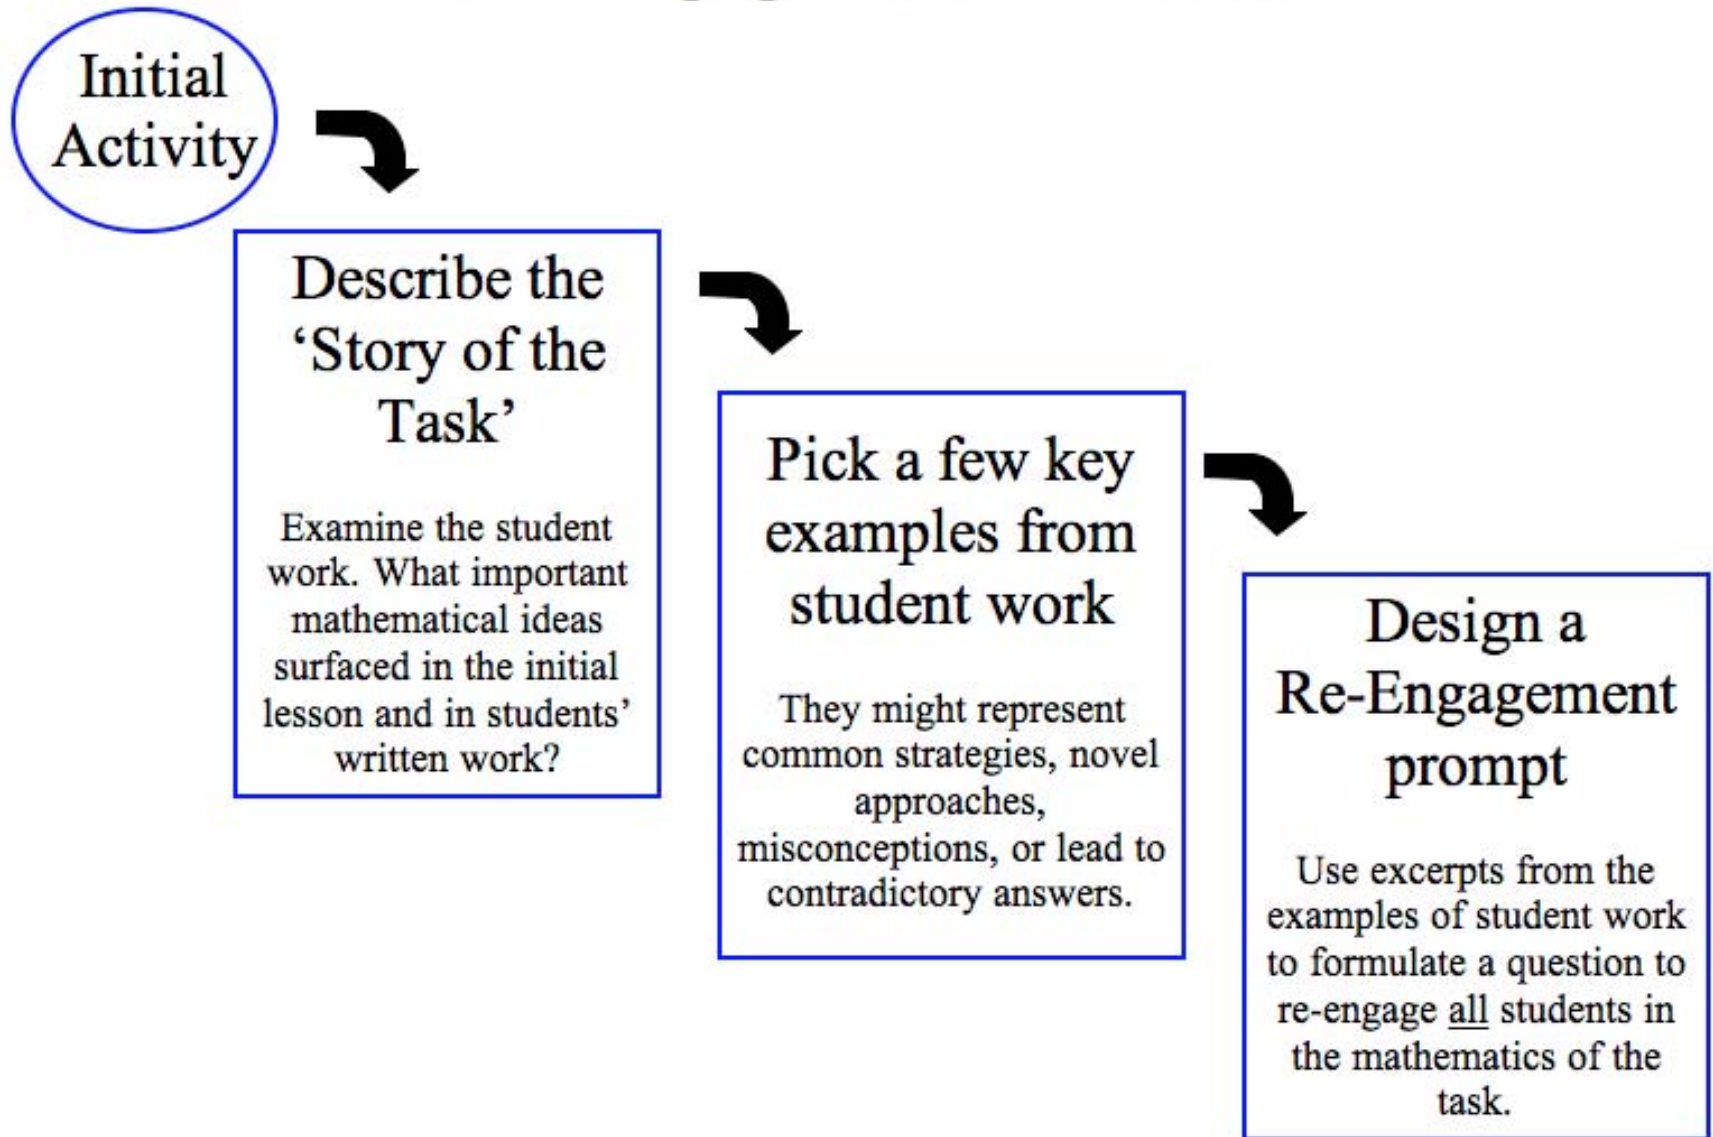 Initial
Activity
Describe the
‘Story of the
Task’
Examine the student
work. What important
mathematical ideas
surfaced in the initial
lesson and in students’
written work?
Pick a few key
examples from
student work
They might represent
common strategies, novel
approaches,
misconceptions, or lead to
contradictory answers.
Design a
Re-Engagement
prompt
Use excerpts from the
examples of student work
to formulate a question to
re-engage all students in
the mathematics of the
task.